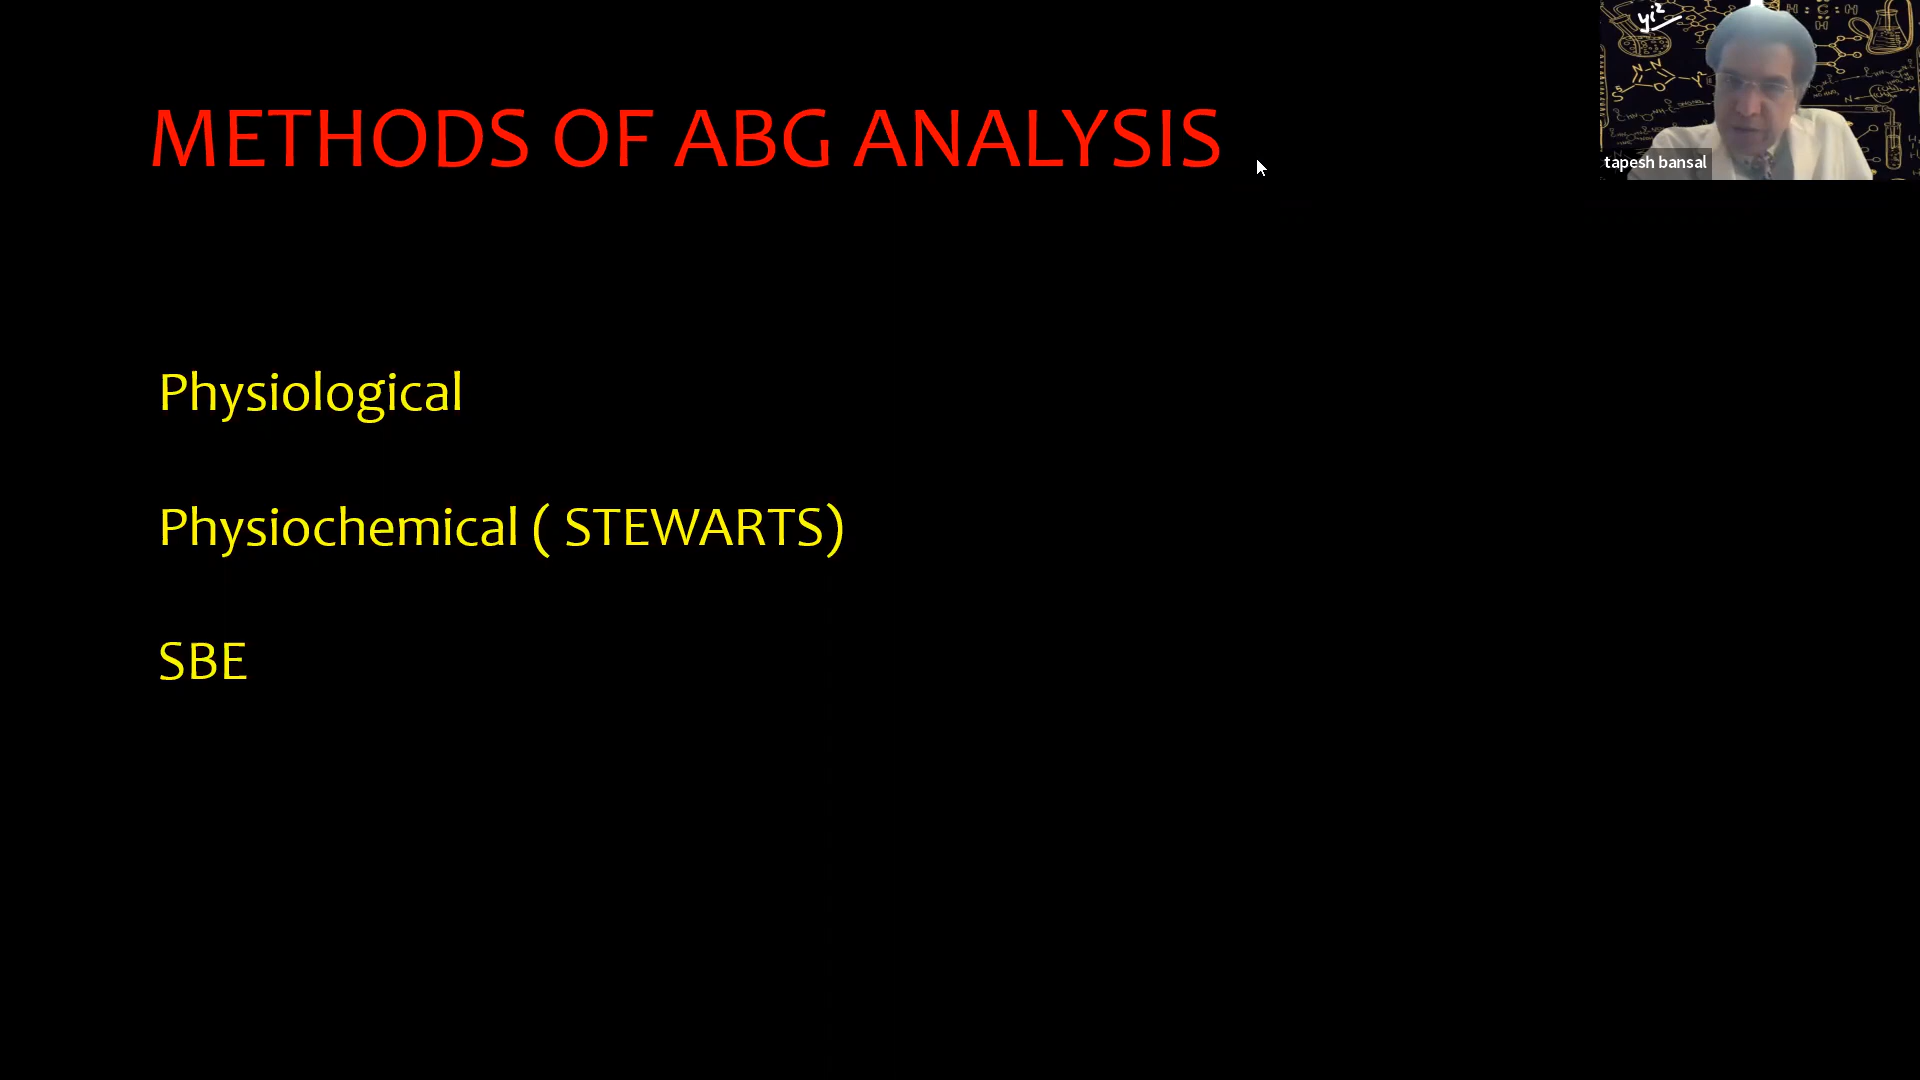 METHODS OF ABG ANALYSIS
tapesh bansal
Physiological
Physiochemical ( STEWARTS)
SBE